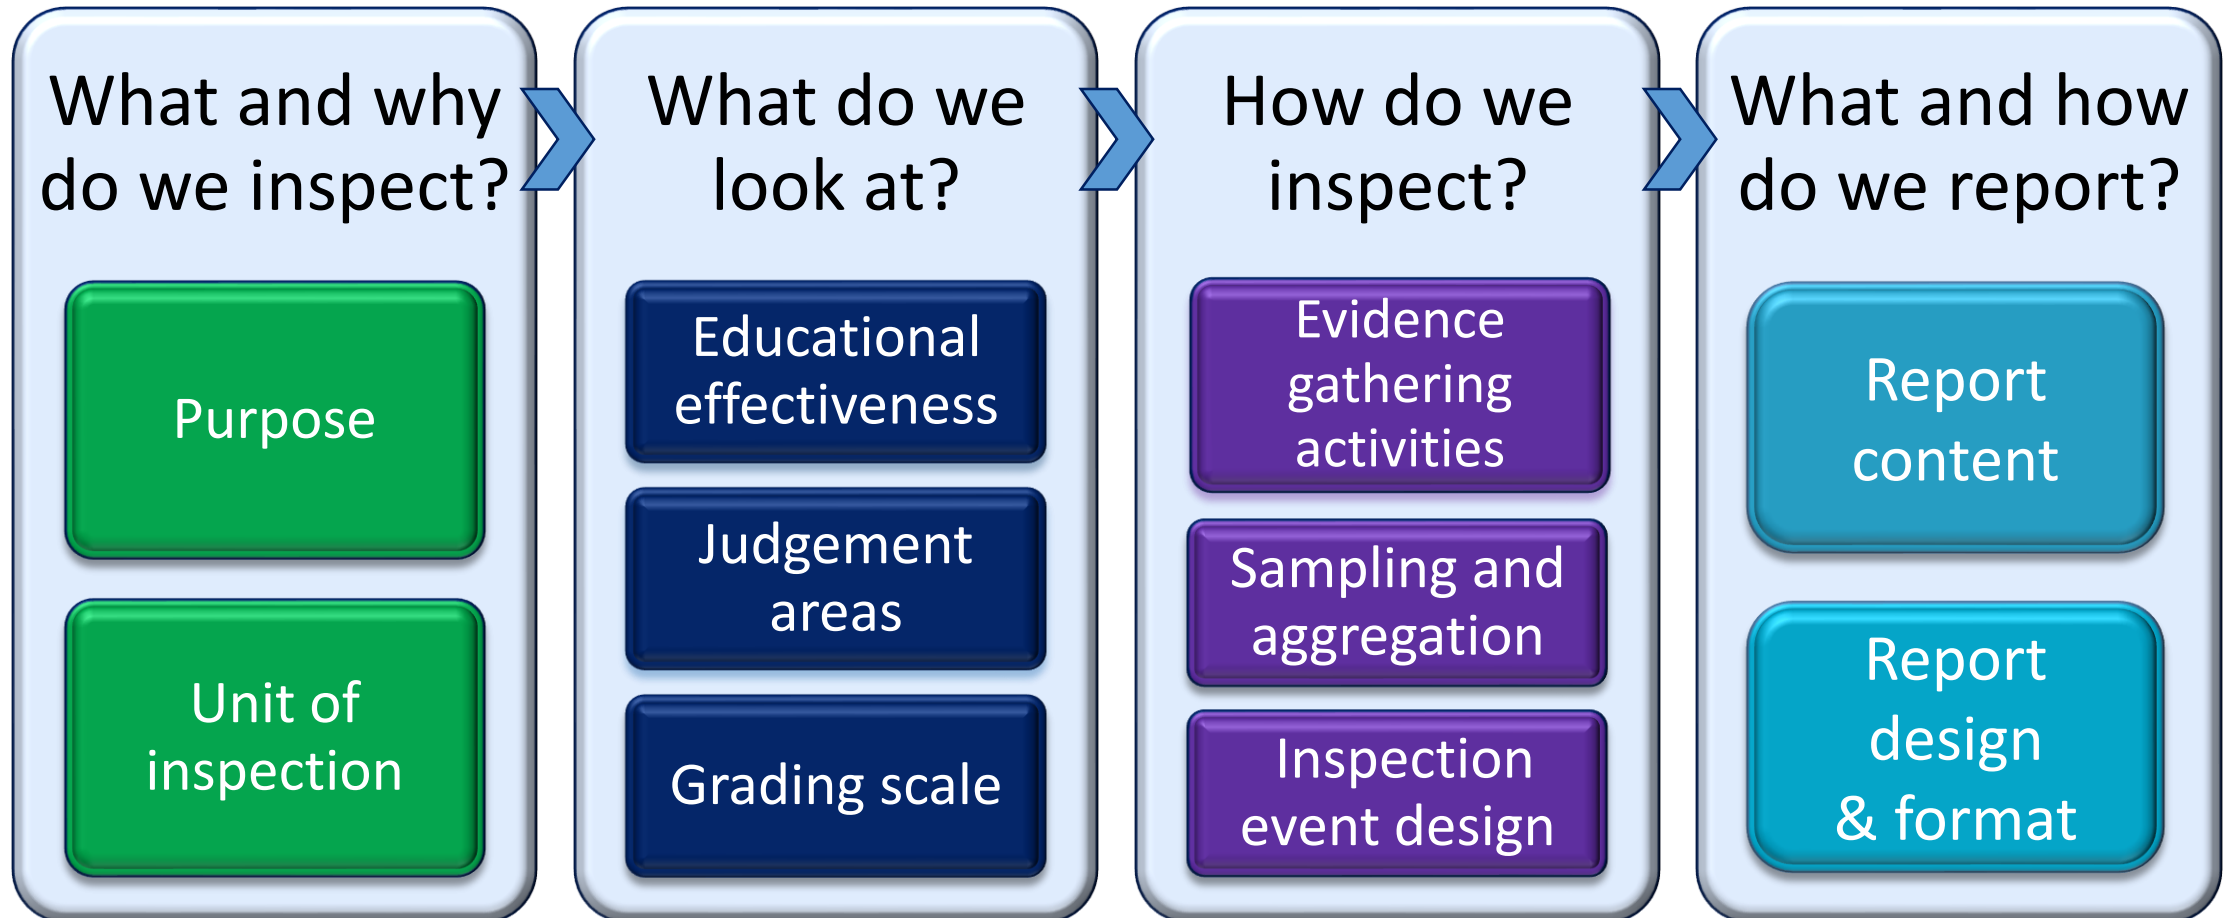 What and why
do we inspect?
Purpose
Unit of
inspection
What do we
look at?
Educational
effectiveness
Judgement
areas
Grading scale
How do we
inspect?
Evidence
gathering
activities
Sampling and
aggregation
Inspection
event design
What and how
do we report?
Report
content
Report
design
& format